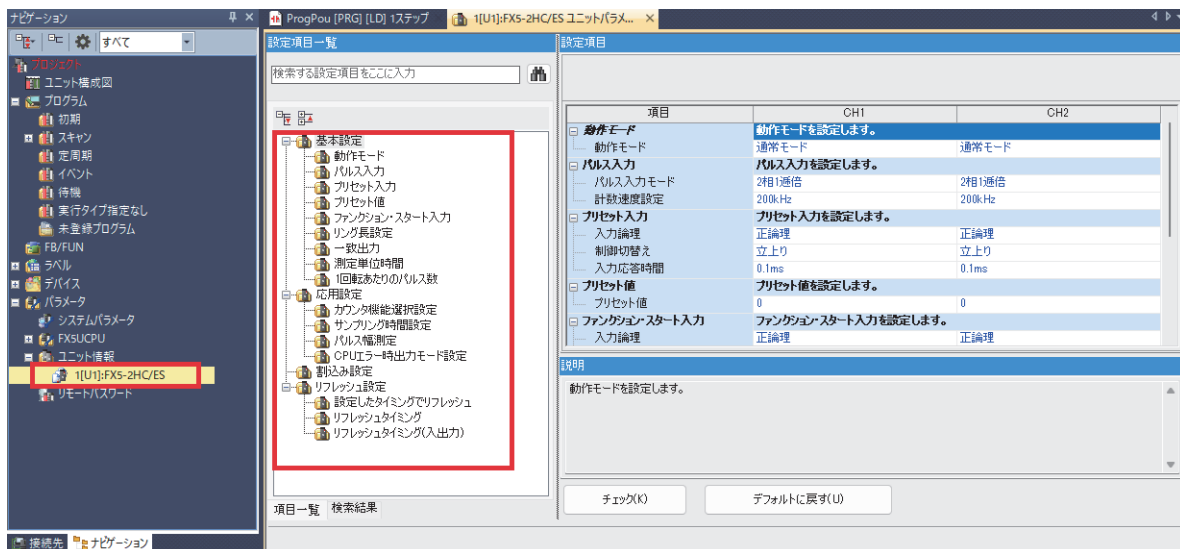 ナビゲーション
すべて
プロジェクト
ユニット構成図
プログラム
初期
スキャン
定周期
イベント
待機
実行タイプ指定なし
未登録プログラム
FB/FUN
ラベル
デバイス
パラメータ
システムパラメータ
FX5UCPU
ユニット情報
1[U1]:FX5-2HC/ES
リモートパスワード
接続先 ナビゲーション
ProgPou [PRG] [LD] 1ステップ 1[U1]:FX5-2HC/ES ユニットパラメ...
設定項目一覧
検索する設定項目をここに入力
基本設定
動作モード
パルス入力
プリセット入力
プリセット値
ファンクション・スタート入力
リング長設定
一致出力
測定単位時間
1回転あたりのパルス数
応用設定
カウンタ機能選択設定
サンプリング時間設定
パルス幅測定
CPUエラー時出力モード設定
割込み設定
リフレッシュ設定
設定したタイミングでリフレッシュ
リフレッシュタイミング
リフレッシュタイミング(入出力)
項目一覧 検索結果
設定項目
項目 CH1 CH2
動作モード 動作モードを設定します。
動作モード 通常モード 通常モード
パルス入力 パルス入力を設定します。
パルス入力モード 2相1逓倍 2相1逓倍
計数速度設定 200kHz 200kHz
プリセット入力 プリセット入力を設定します。
入力論理 正論理 正論理
制御切替え 立上り 立上り
入力応答時間 0.1ms 0.1ms
プリセット値 プリセット値を設定します。
プリセット値 0 0
ファンクション・スタート入力 ファンクション・スタート入力を設定します。
入力論理 正論理 正論理
説明
動作モードを設定します。
チェック(K) デフォルトに戻す(U)